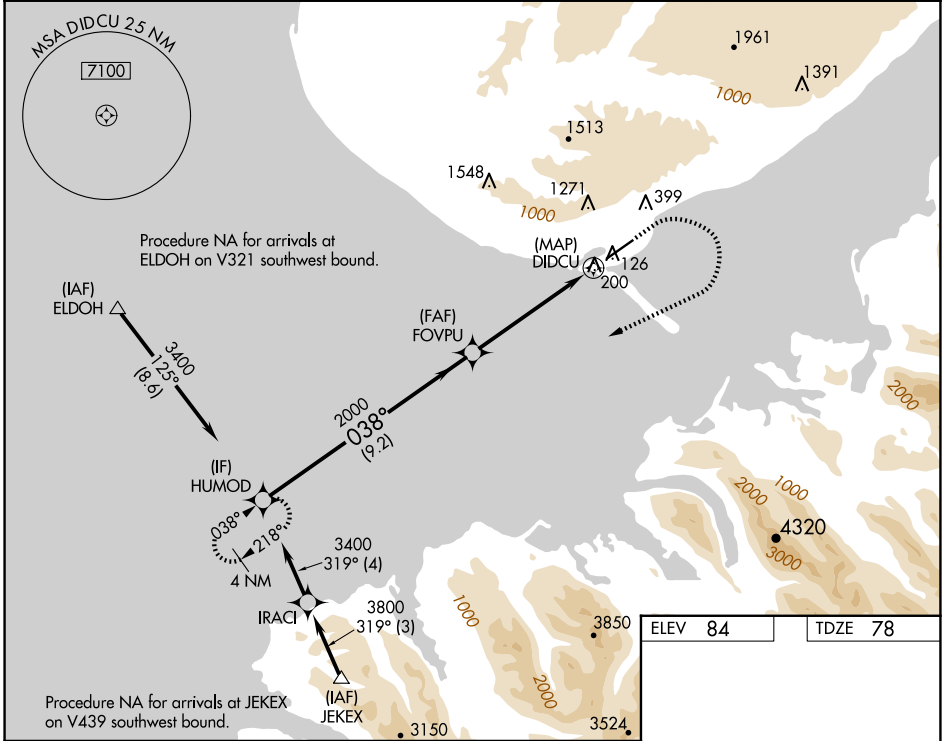 MSA DIDCU 25 NM
7100
1961
1391
1000
1513
1548
1271
399
1000
Procedure NA for arrivals at
ELDOH on V321 southwest bound.
(MAP)
DIDCU
126
200
(IAF)
ELDOH
3400
125°
(8.6)
(FAF)
FOVPU
2000
038°
(9.2)
2000
(IF)
HUMOD
038°
218°
4 NM
3400
319° (4)
IRACI
3800
319° (3)
(IAF)
JEKEX
1000
2000
2000
1000
4320
3000
3850
3524
3150
Procedure NA for arrivals at JEKEX
on V439 southwest bound.
ELEV 84
TDZE 78